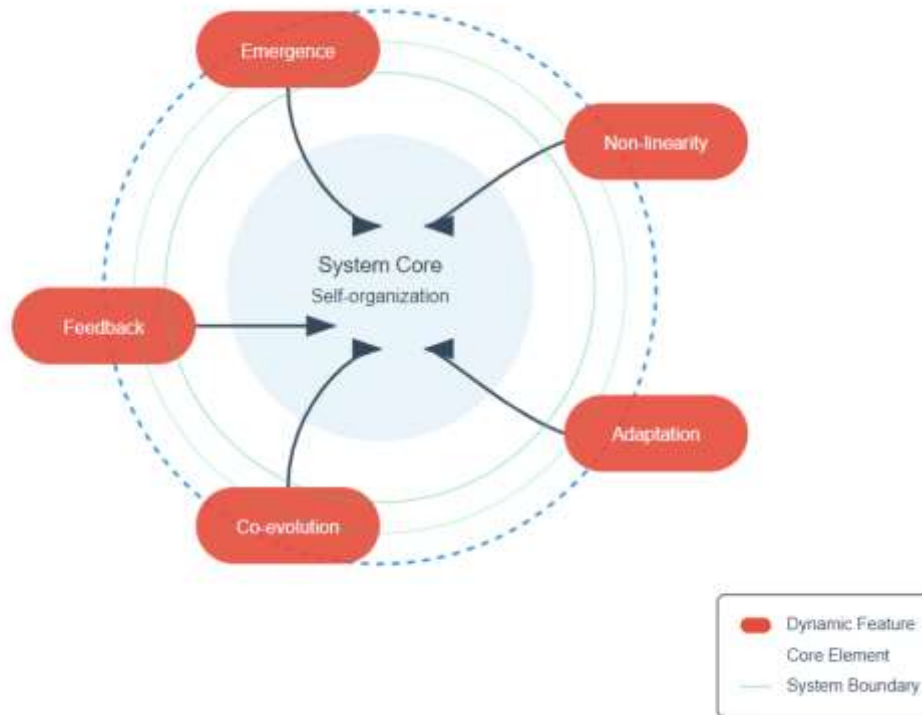 Emergence
Non-linearity
System Core
Self-organization
Feedback
Adaptation
Co-evolution
Dynamic Feature
Core Element
System Boundary